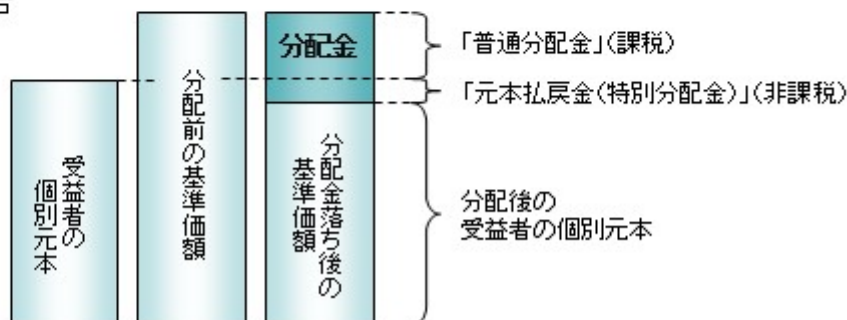 受益者の
個別元本
分配前の基準価額
分配金
分配金落ち後の
基準価額
「普通分配金」(課税)
「元本払戻金(特別分配金)」(非課税)
分配後の
受益者の個別元本